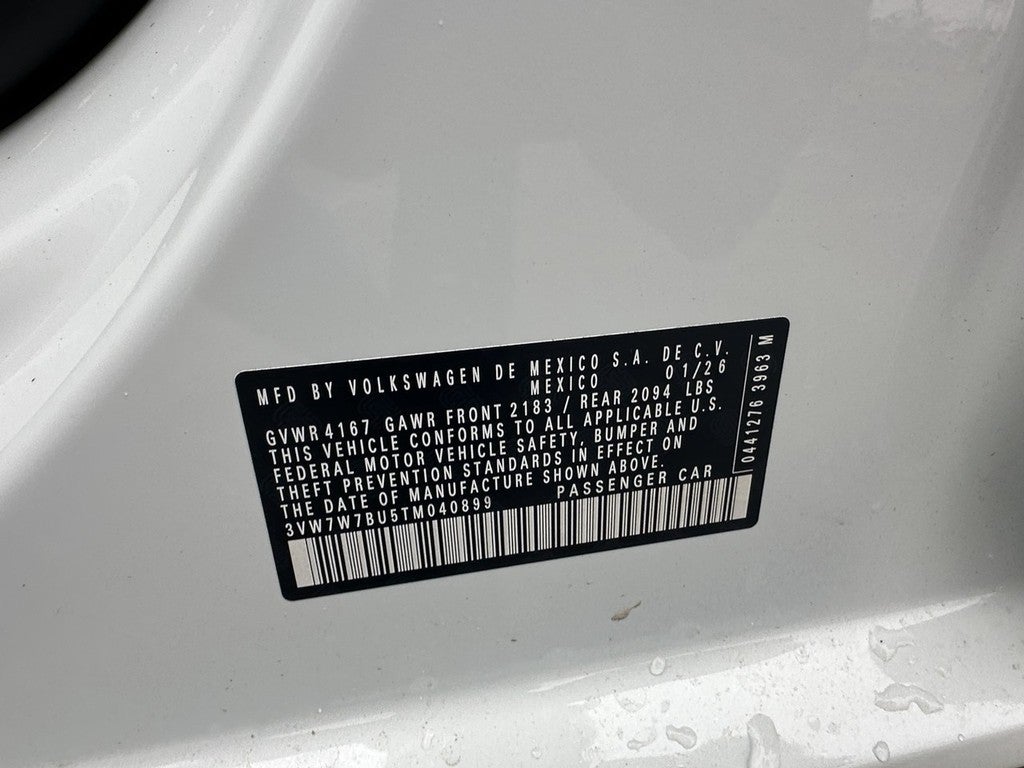 MFD BY VOLKSWAGEN DE MEXICO S.A. DE C.V.
MEXICO 01/26
GVWR 4167 GAWR FRONT 2183 / REAR 2094 LBS
THIS VEHICLE CONFORMS TO ALL APPLICABLE U.S.
FEDERAL MOTOR VEHICLE SAFETY, BUMPER AND
THEFT PREVENTION STANDARDS IN EFFECT ON
THE DATE OF MANUFACTURE SHOWN ABOVE.
3VW7W7BU5TM040899 PASSENGER CAR
0441276 3963 M